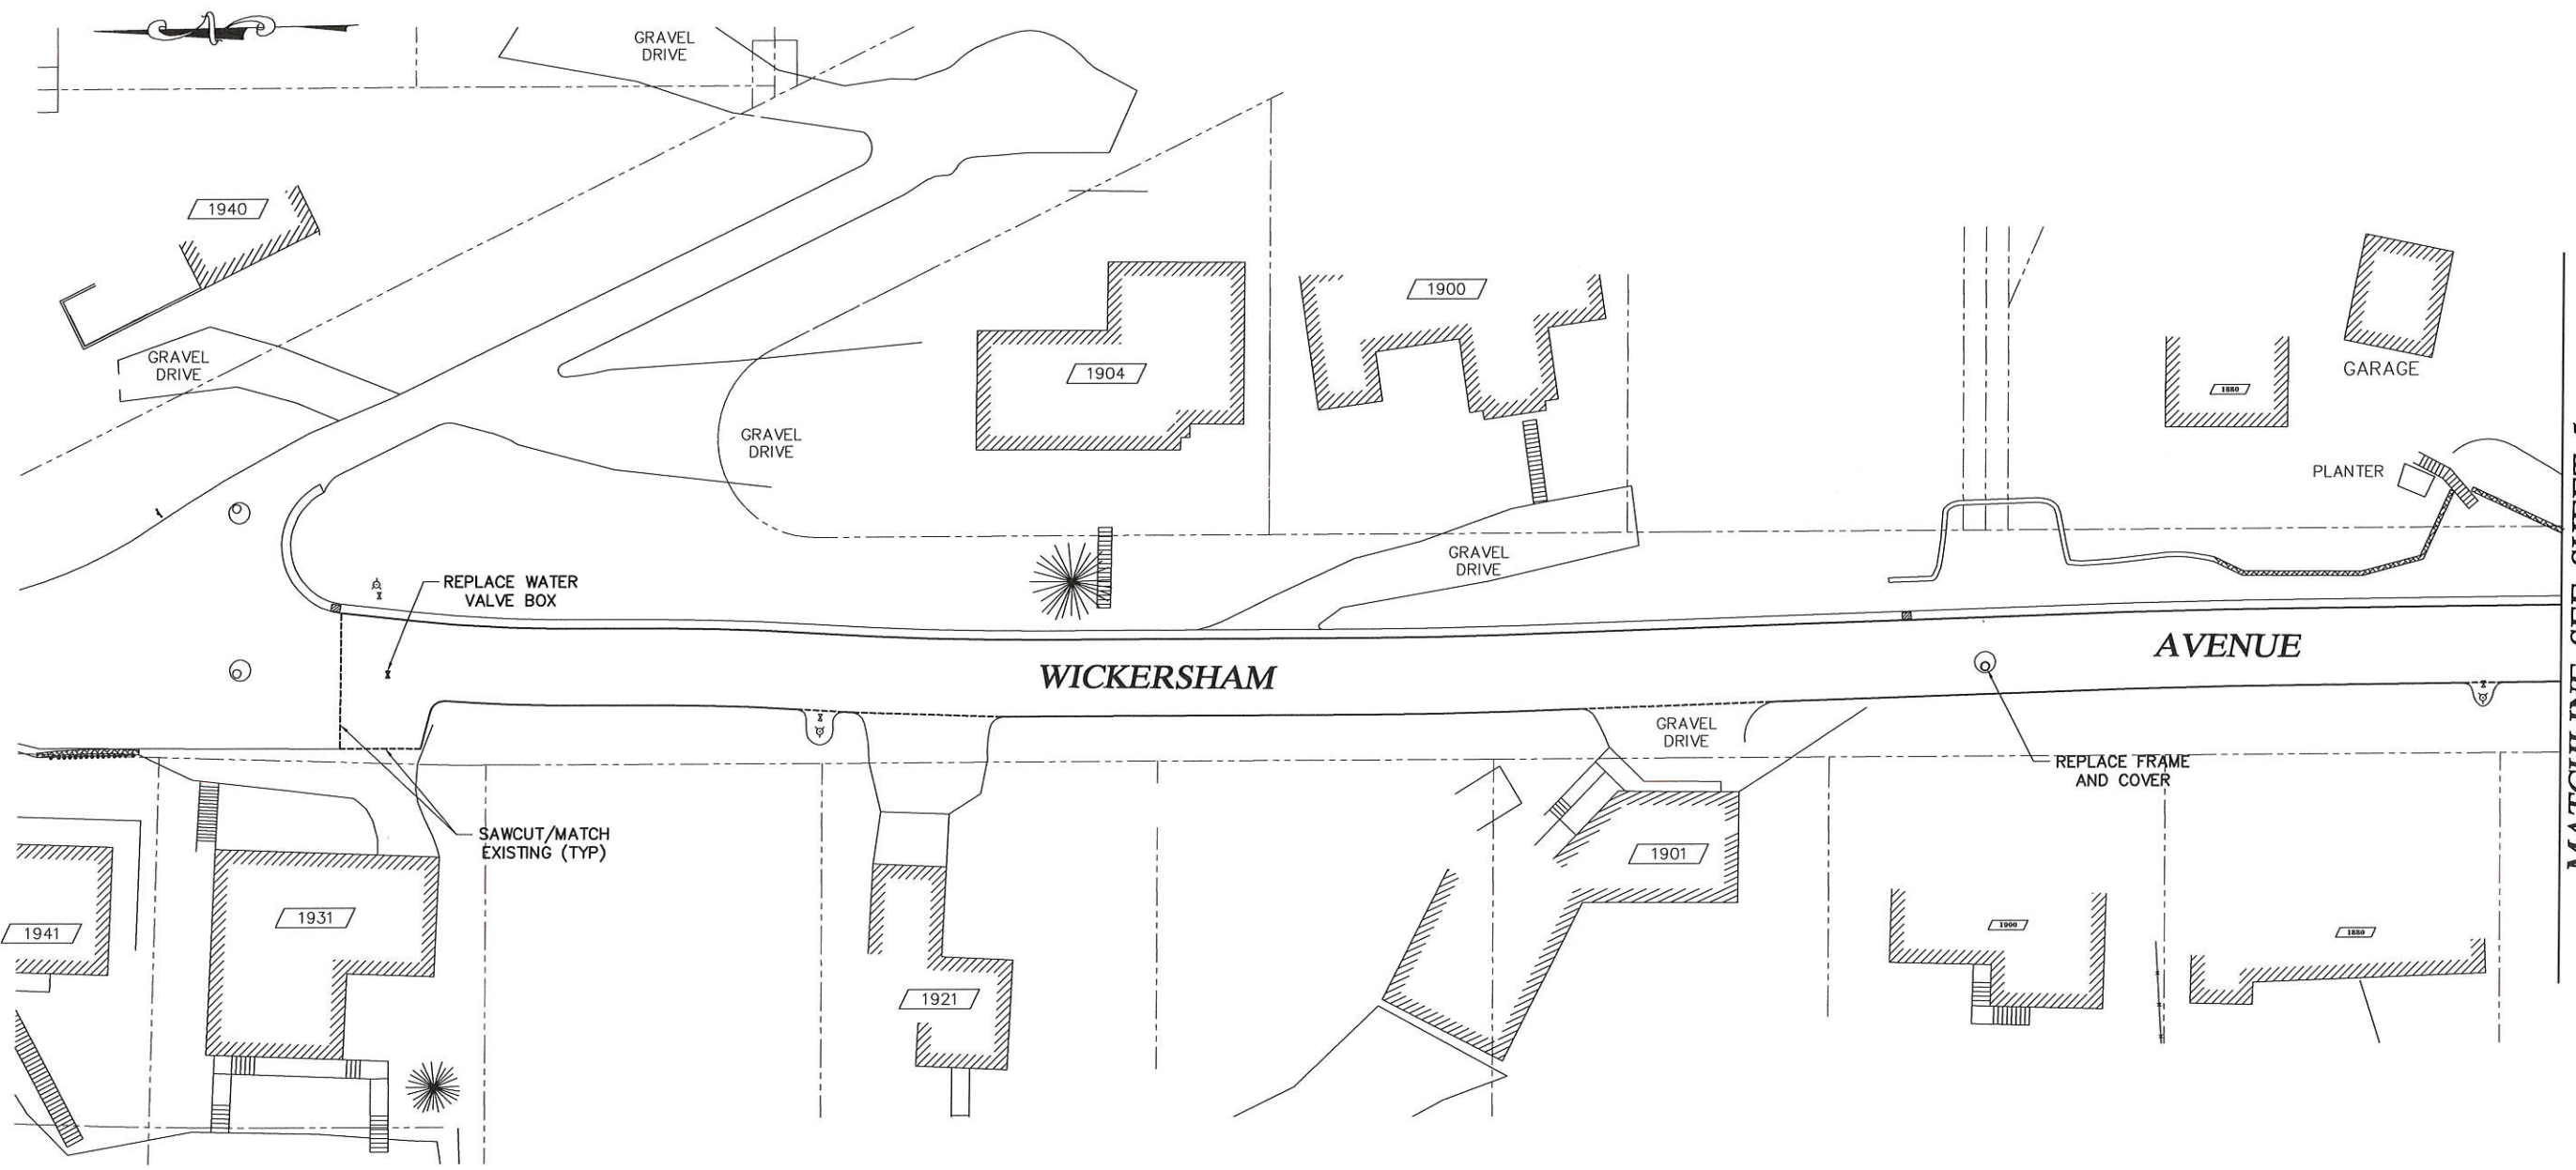 GRAVEL
DRIVE
1940
GRAVEL
DRIVE
1904
1900
1880
GARAGE
GRAVEL
DRIVE
PLANTER
GRAVEL
DRIVE
REPLACE WATER
VALVE BOX
WICKERSHAM
AVENUE
GRAVEL
DRIVE
REPLACE FRAME
AND COVER
SAWCUT/MATCH
EXISTING (TYP)
1901
1931
1941
1921
1900
1880